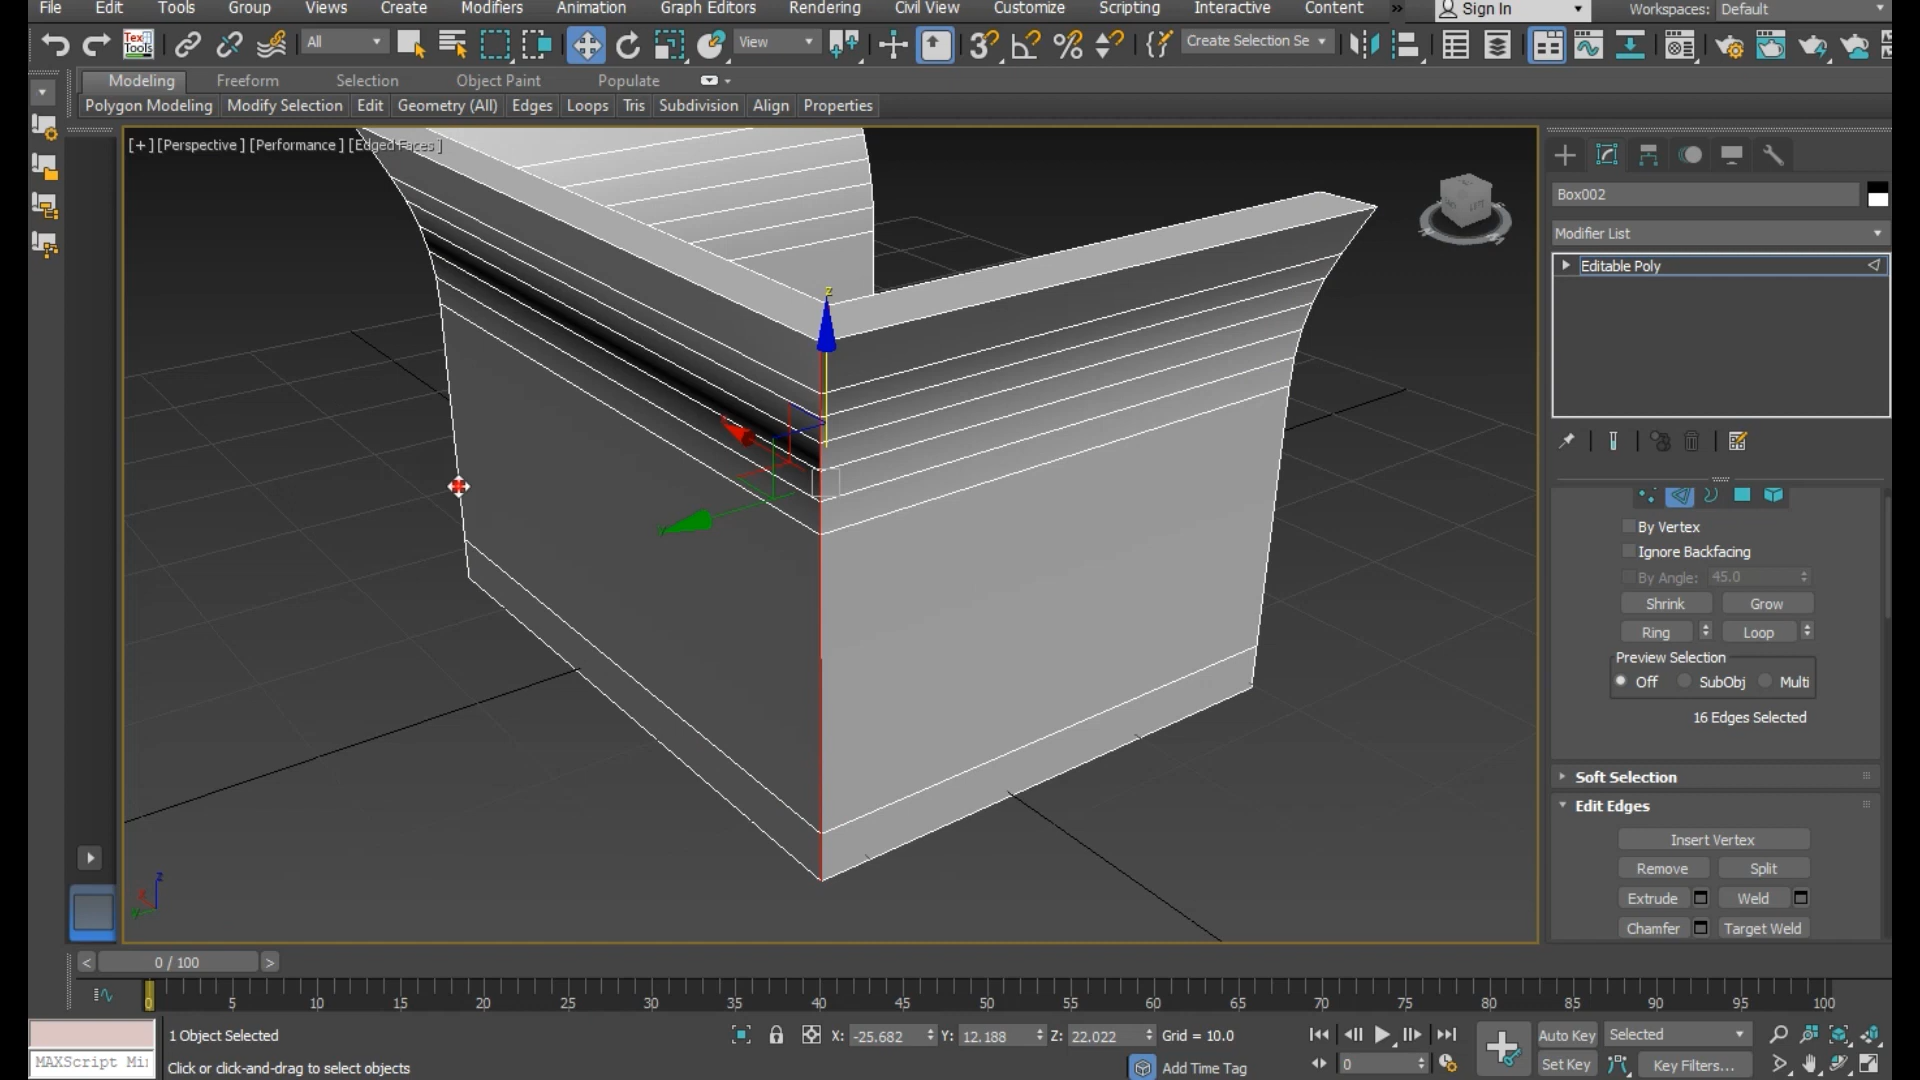 File Edit Tools Group Views Create Modifiers Animation Graph Editors Rendering Civil View Customize Scripting Interactive Content » Sign In Workspaces: Default
Tex Tools All View Create Selection Se
Modeling Freeform Selection Object Paint Populate
Polygon Modeling Modify Selection Edit Geometry (All) Edges Loops Tris Subdivision Align Properties
[+] [Perspective] [Performance] [Edged Faces]
Box002
Modifier List
Editable Poly
z
By Vertex
Ignore Backfacing
By Angle: 45.0
Shrink Grow
Ring Loop
Preview Selection
Off SubObj Multi
16 Edges Selected
Soft Selection
Edit Edges
Insert Vertex
Remove Split
Extrude Weld
Chamfer Target Weld
z
x
y
< 0 / 100 >
0 5 10 15 20 25 30 35 40 45 50 55 60 65 70 75 80 85 90 95 100
1 Object Selected X: -25.682 Y: 12.188 Z: 22.022 Grid = 10.0 Auto Key Selected
MAXScript Mi Click or click-and-drag to select objects Add Time Tag 0 Set Key Key Filters...